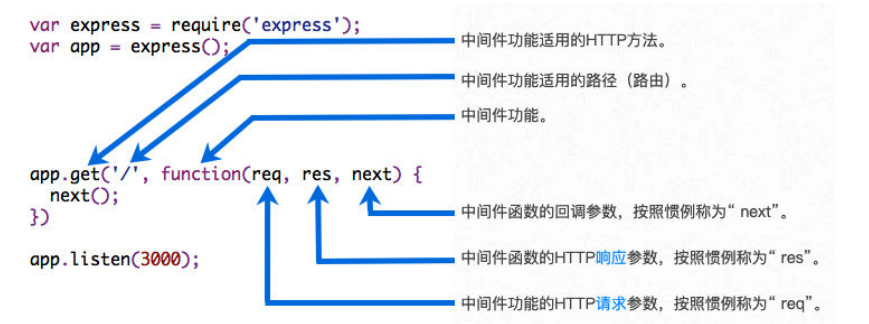 var express = require('express');
var app = express();
中间件功能适用的HTTP方法。
中间件功能适用的路径（路由）。
中间件功能。
app.get('/', function(req, res, next) {
next();
})
中间件函数的回调参数，按照惯例称为“ next”。
app.listen(3000);
中间件函数的HTTP响应参数，按照惯例称为“ res”。
中间件功能的HTTP请求参数，按照惯例称为“ req”。